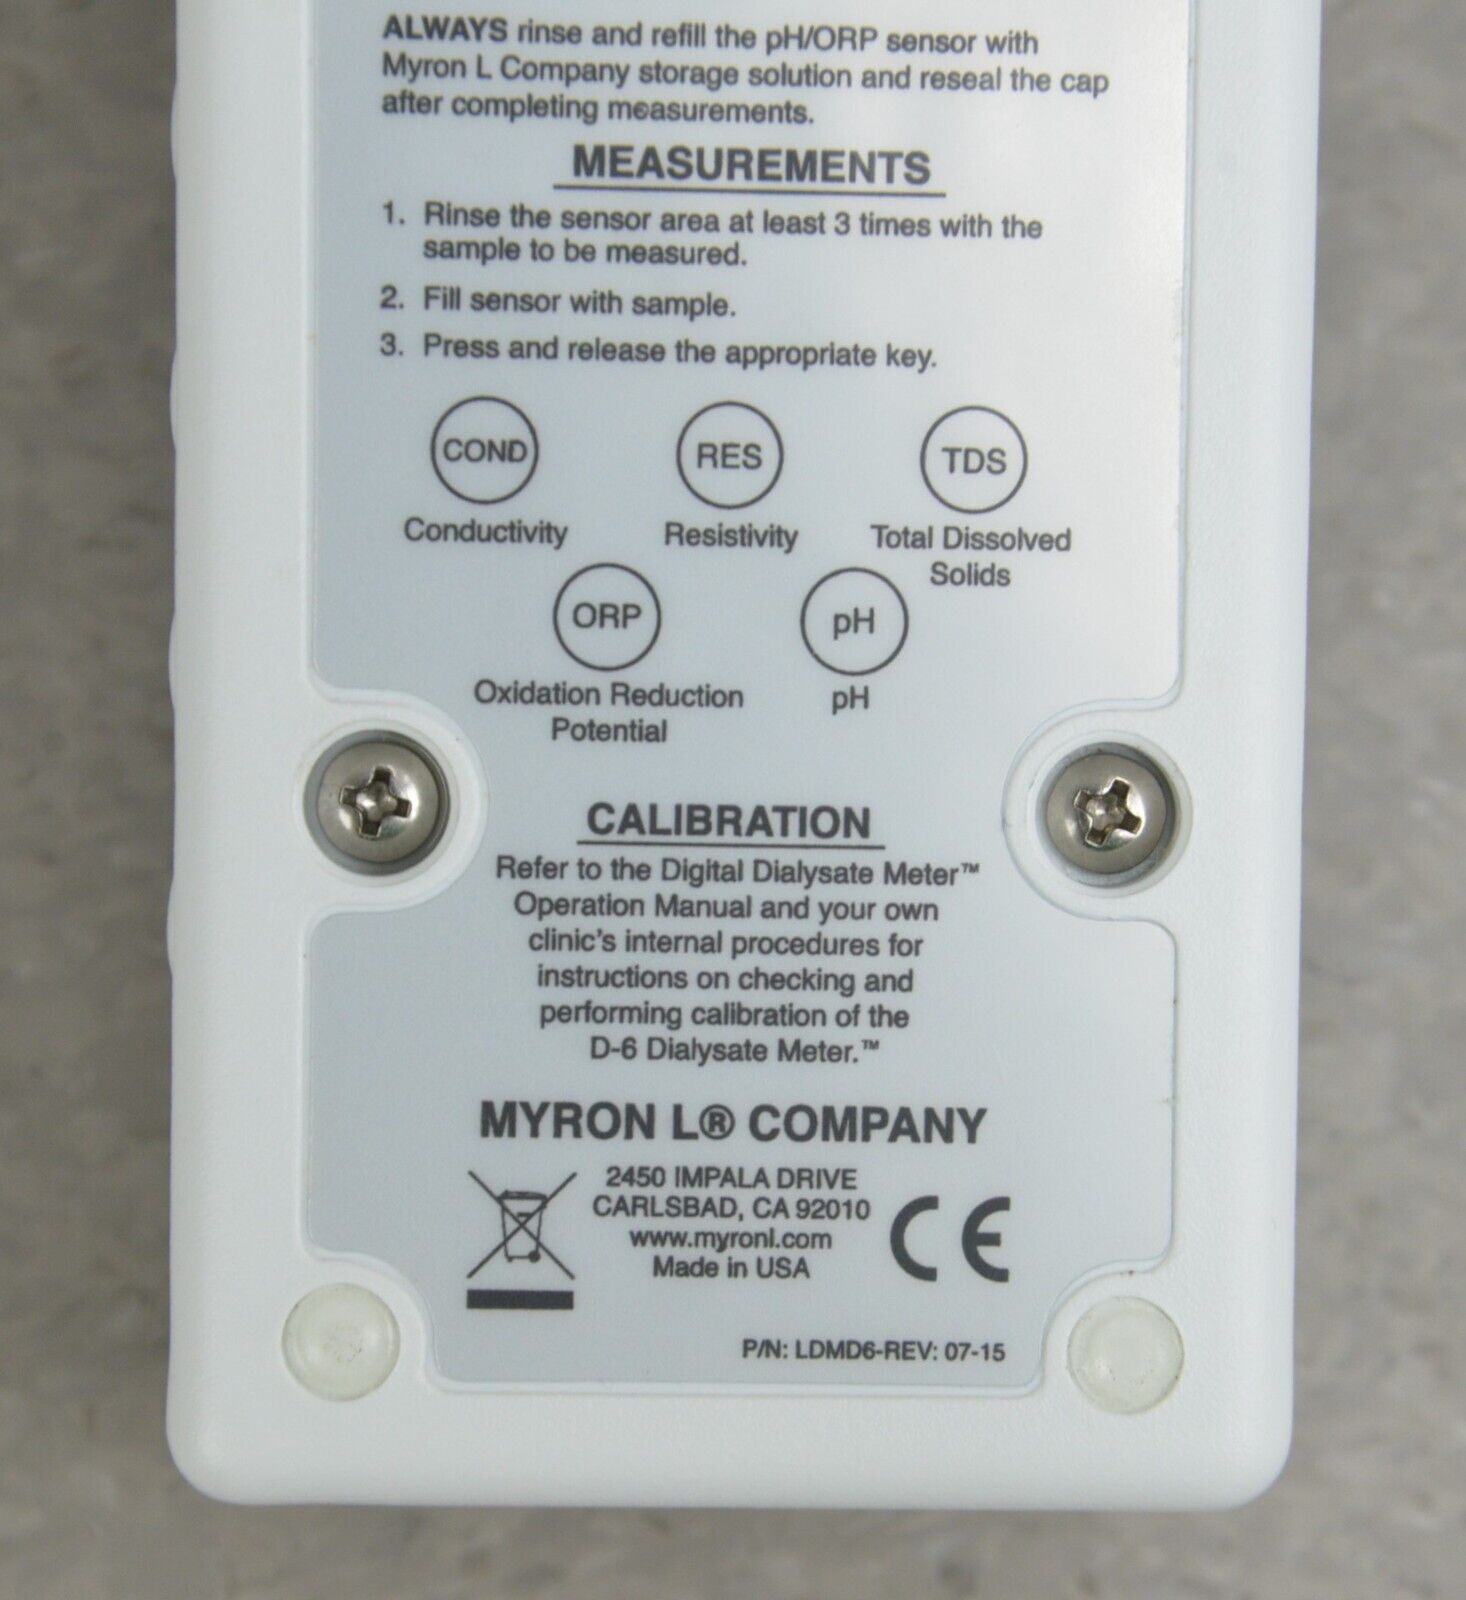 ALWAYS rinse and refill the pH/ORP sensor with
Myron L Company storage solution and reseal the cap
after completing measurements.
MEASUREMENTS
1. Rinse the sensor area at least 3 times with the
sample to be measured.
2. Fill sensor with sample.
3. Press and release the appropriate key.
COND RES TDS
Conductivity Resistivity Total Dissolved
Solids
ORP pH
Oxidation Reduction pH
Potential
CALIBRATION
Refer to the Digital Dialysate Meter™
Operation Manual and your own
clinic's internal procedures for
instructions on checking and
performing calibration of the
D-6 Dialysate Meter.™
MYRON L® COMPANY
2450 IMPALA DRIVE
CARLSBAD, CA 92010
www.myronl.com
Made in USA
CE
P/N: LDMD6-REV: 07-15